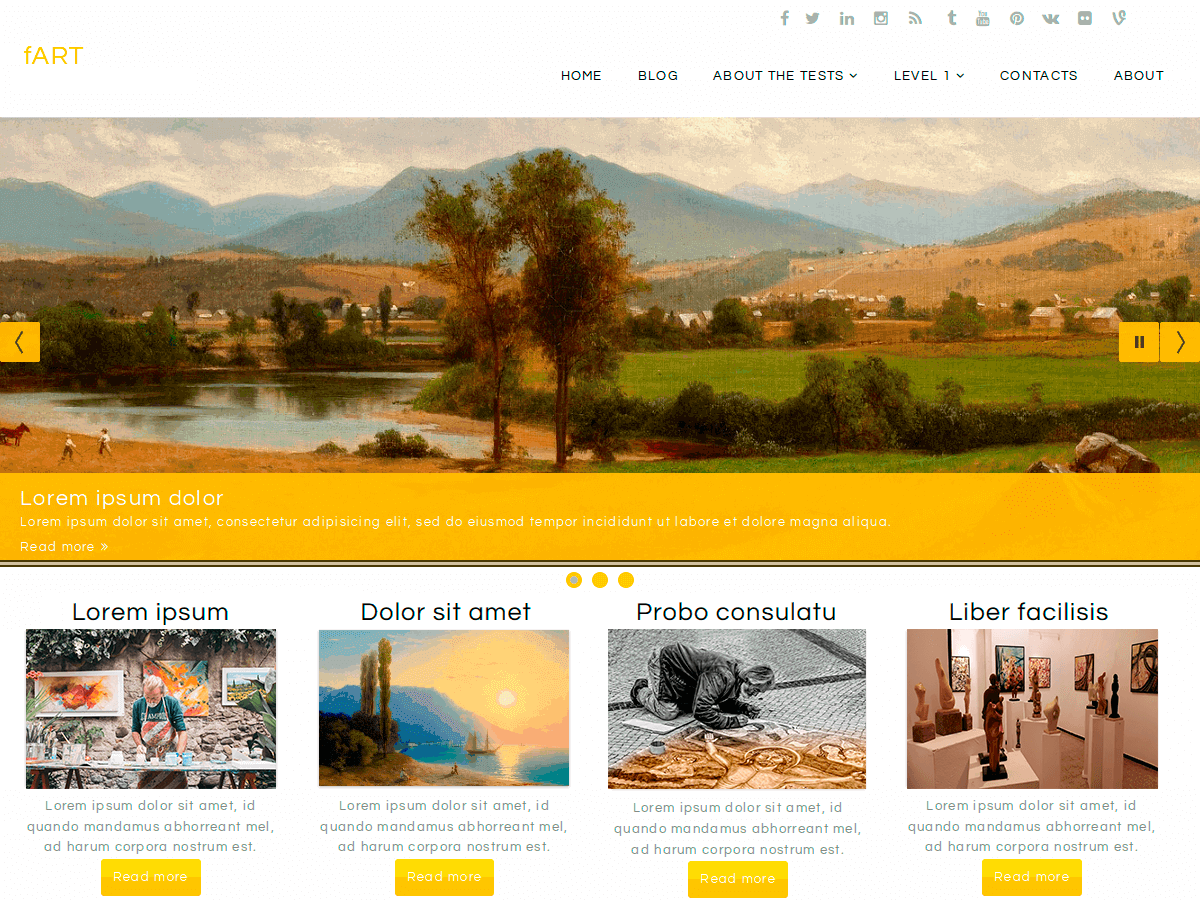 fART
HOME BLOG ABOUT THE TESTS LEVEL 1 CONTACTS ABOUT
Lorem ipsum dolor
Lorem ipsum dolor sit amet, consectetur adipisicing elit, sed do eiusmod tempor incididunt ut labore et dolore magna aliqua.
Read more »
Lorem ipsum
Lorem ipsum dolor sit amet, id
quando mandamus abhorreant mel,
ad harum corpora nostrum est.
Read more
Dolor sit amet
Lorem ipsum dolor sit amet, id
quando mandamus abhorreant mel,
ad harum corpora nostrum est.
Read more
Probo consulatu
Lorem ipsum dolor sit amet, id
quando mandamus abhorreant mel,
ad harum corpora nostrum est.
Read more
Liber facilisis
Lorem ipsum dolor sit amet, id
quando mandamus abhorreant mel,
ad harum corpora nostrum est.
Read more